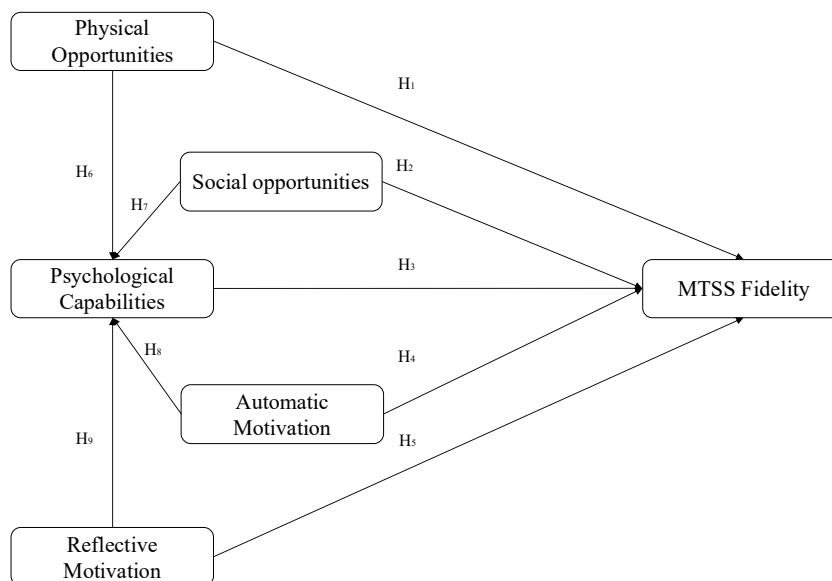 Physical
Opportunities
H₁
H₆
Social opportunities
H₂
H₇
Psychological
Capabilities
H₃
MTSS Fidelity
H₈
H₄
Automatic
Motivation
H₉
H₅
Reflective
Motivation